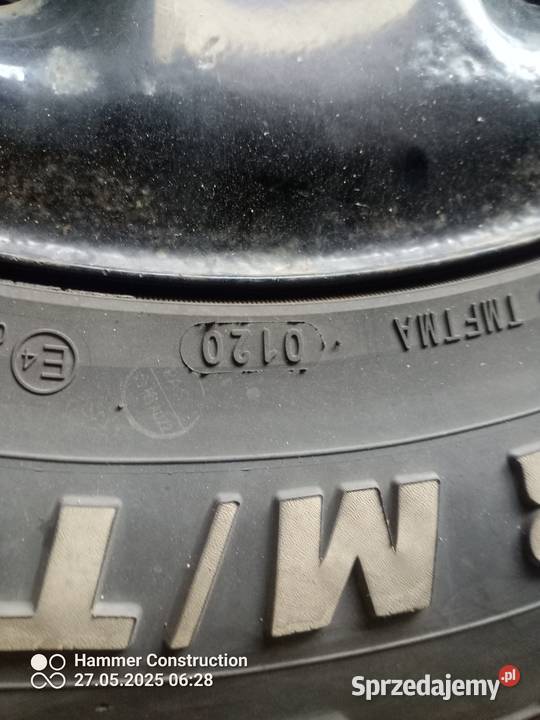 TMFTMA
0120
E4
M/T
Hammer Construction
27.05.2025 06:28
Sprzedajemy.pl